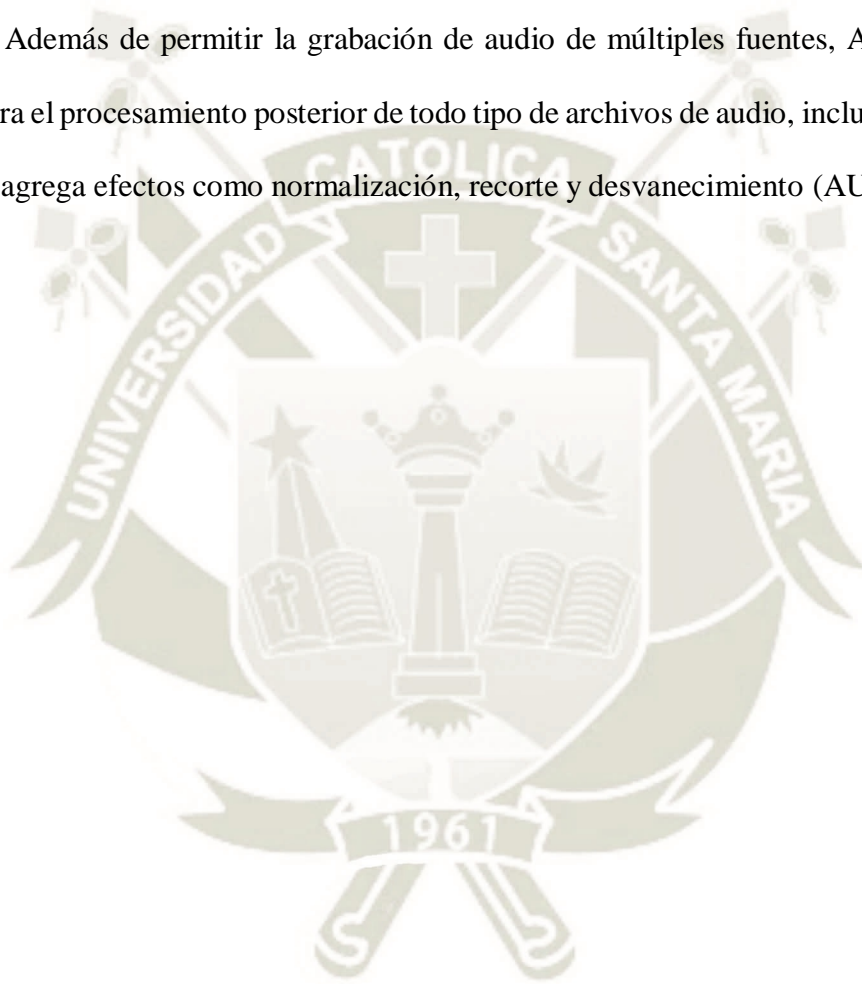 Además de permitir la grabación de audio de múltiples fuentes, A
ra el procesamiento posterior de todo tipo de archivos de audio, inclu
agrega efectos como normalización, recorte y desvanecimiento (AU
UNIVERSIDAD CATOLICA SANTA MARIA
1961